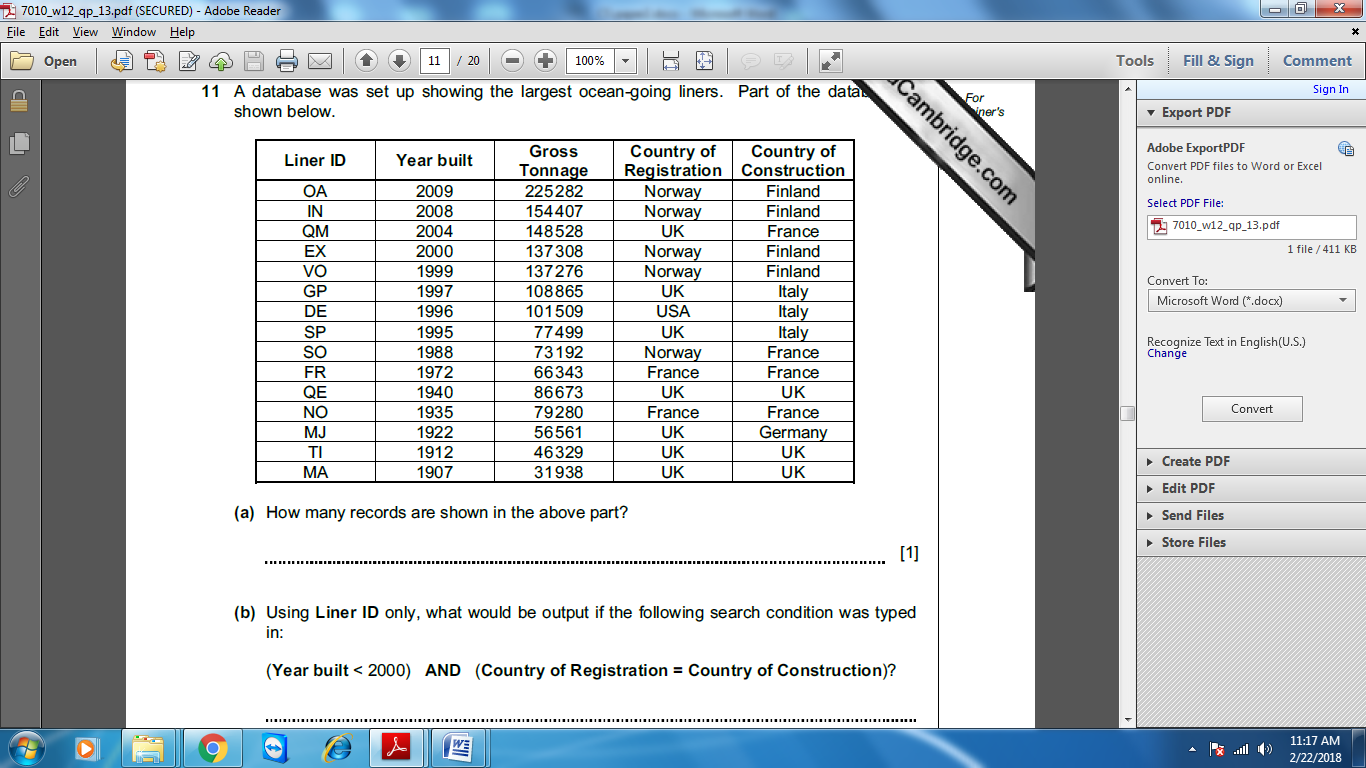 7010_w12_qp_13.pdf (SECURED) - Adobe Reader
File Edit View Window Help
Open 11 / 20 100% Tools Fill & Sign Comment
11 A database was set up showing the largest ocean-going liners. Part of the datab
shown below.
For
iner's
Cambridge.com
Liner ID Year built Gross Tonnage Country of Registration Country of Construction
OA 2009 225282 Norway Finland
IN 2008 154407 Norway Finland
QM 2004 148528 UK France
EX 2000 137308 Norway Finland
VO 1999 137276 Norway Finland
GP 1997 108865 UK Italy
DE 1996 101509 USA Italy
SP 1995 77499 UK Italy
SO 1988 73192 Norway France
FR 1972 66343 France France
QE 1940 86673 UK UK
NO 1935 79280 France France
MJ 1922 56561 UK Germany
TI 1912 46329 UK UK
MA 1907 31938 UK UK
(a) How many records are shown in the above part?
[1]
(b) Using Liner ID only, what would be output if the following search condition was typed
in:
(Year built < 2000) AND (Country of Registration = Country of Construction)?
Sign In
Export PDF
Adobe ExportPDF
Convert PDF files to Word or Excel
online.
Select PDF File:
7010_w12_qp_13.pdf
1 file / 411 KB
Convert To:
Microsoft Word (*.docx)
Recognize Text in English(U.S.)
Change
Convert
Create PDF
Edit PDF
Send Files
Store Files
11:17 AM
2/22/2018